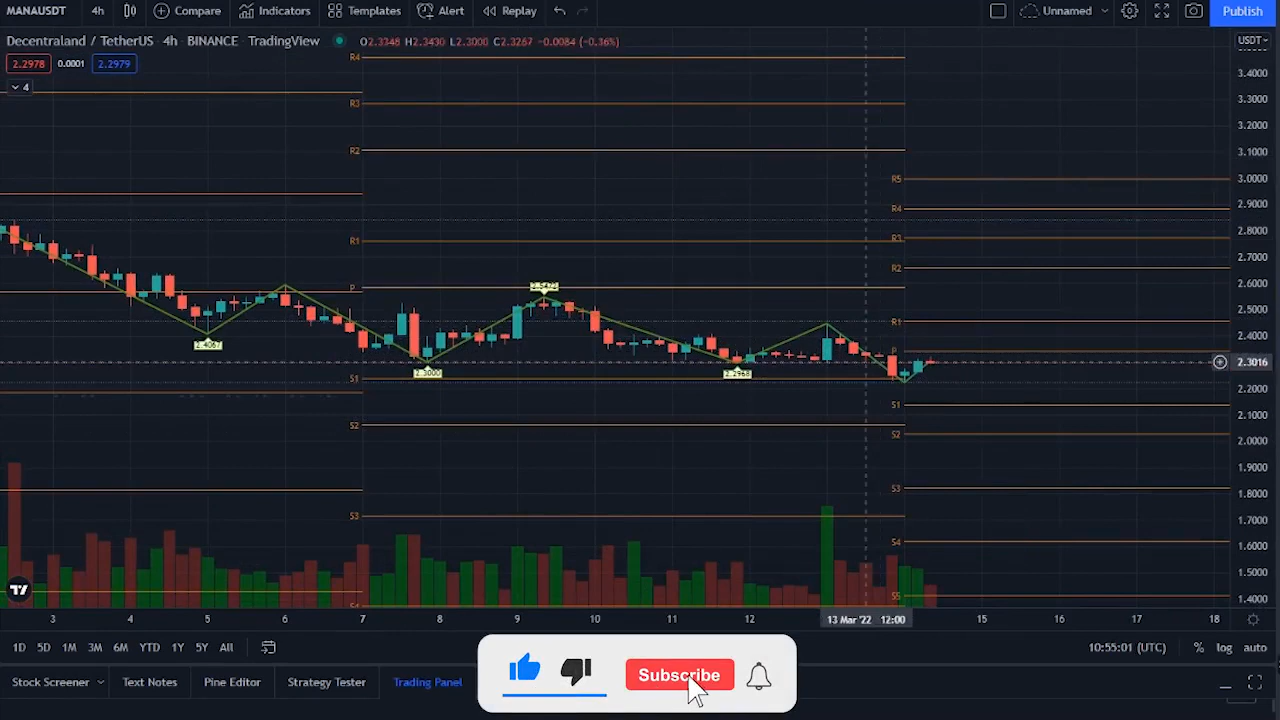 MANAUSDT 4h Compare Indicators Templates Alert Replay Unnamed Publish
Decentraland / TetherUS · 4h · BINANCE · TradingView O2.3348 H2.3430 L2.3000 C2.3267 -0.0084 (-0.36%) USDT
2.2978 0.0001 2.2979
4
R4
R3
R2
R1
P
S1
S2
S3
R5
R4
R3
R2
R1
P
S1
S2
S3
S4
S5
2.4067
2.3000
2.2968
3.4000
3.3000
3.2000
3.1000
3.0000
2.9000
2.8000
2.7000
2.6000
2.5000
2.4000
2.3016
2.2000
2.1000
2.0000
1.9000
1.8000
1.7000
1.6000
1.5000
1.4000
3 4 5 6 7 8 9 10 11 12 13 Mar '22 12:00 15 16 17 18
1D 5D 1M 3M 6M YTD 1Y 5Y All 10:55:01 (UTC) % log auto
Stock Screener Text Notes Pine Editor Strategy Tester Trading Panel
Subscribe